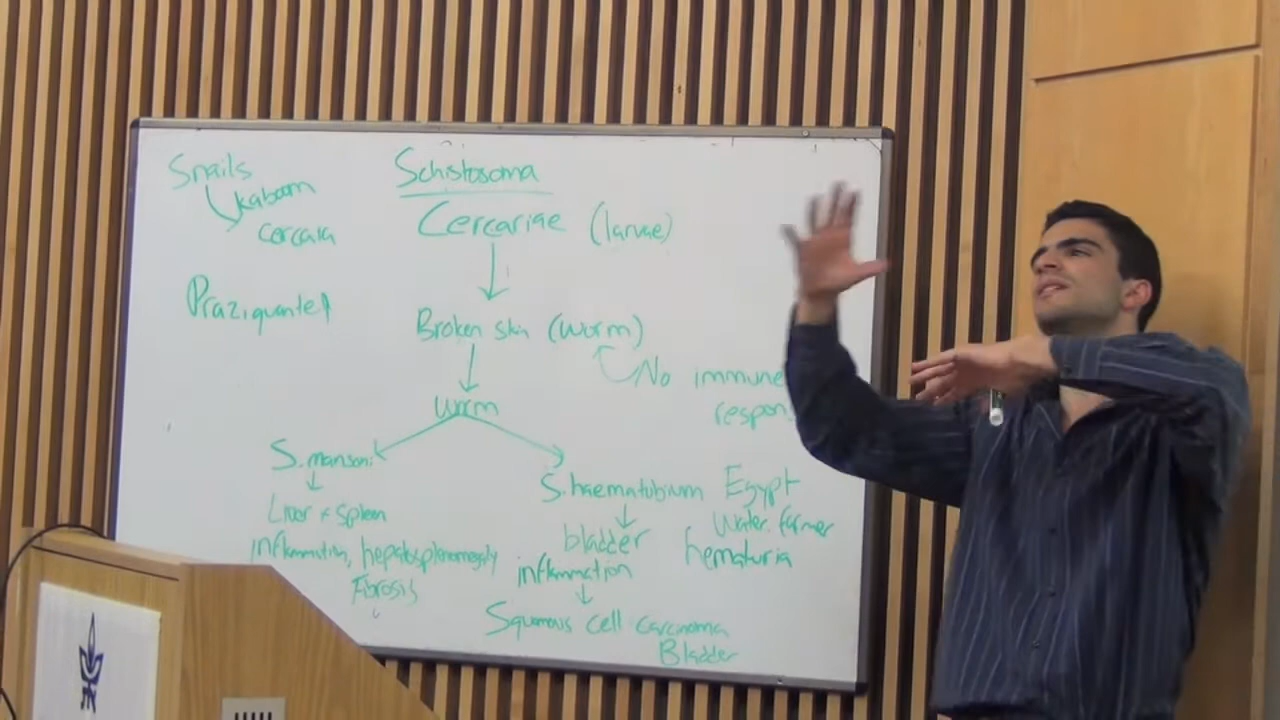 Snails
kaboom
cercaria
Praziquantel
Schistosoma
Cercariae (larvae)
Broken skin (worm)
No immune
respon
worm
S. mansoni
Liver & spleen
inflammation, hepatosplenomegaly
Fibrosis
S. haematobium Egypt
Water, farmer
bladder hematuria
inflammation
Squamous cell carcinoma
Bladder